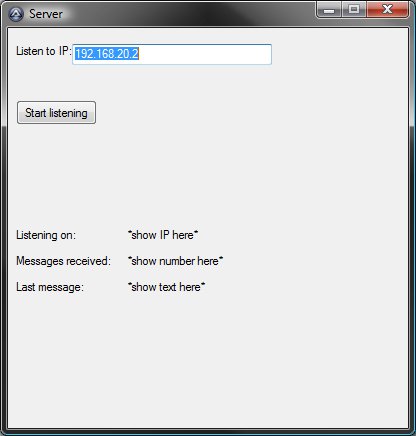 Server
Listen to IP: 192.168.20.2
Start listening
Listening on: *show IP here*
Messages received: *show number here*
Last message: *show text here*